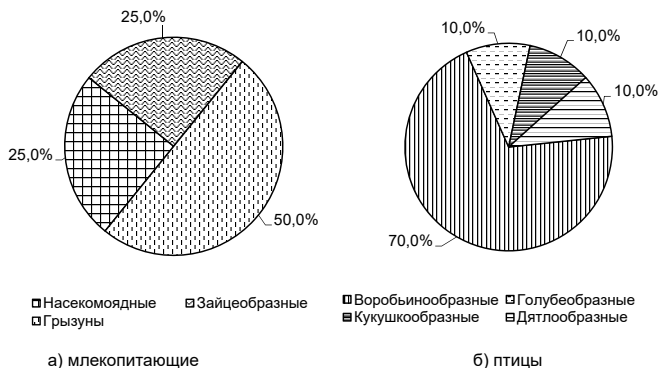 25,0%
10,0%
10,0%
10,0%
25,0%
50,0%
70,0%
Насекомоядные Зайцеобразные
Грызуны
Воробьинообразные Голубеобразные
Кукушкообразные Дятлообразные
а) млекопитающие
б) птицы